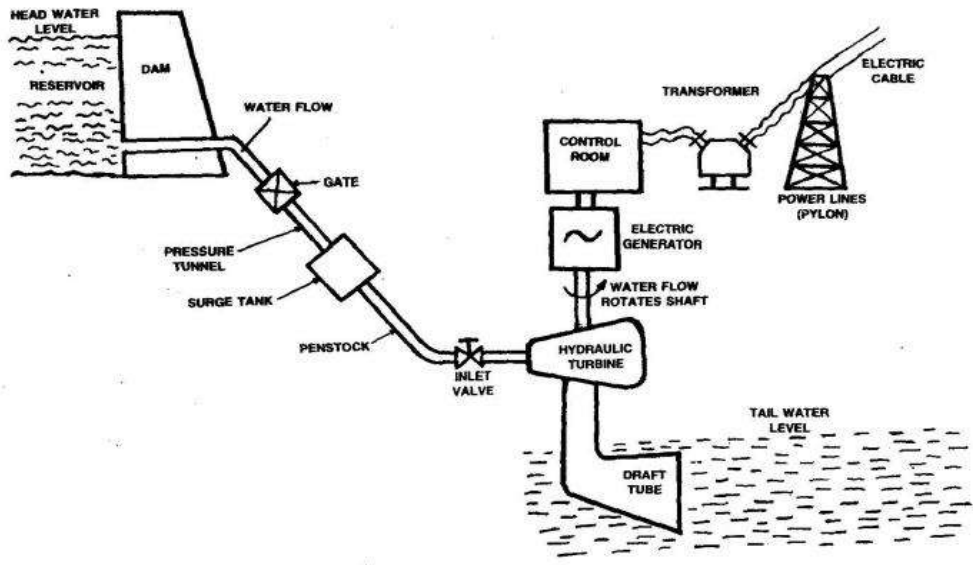 HEAD WATER
LEVEL
RESERVOIR
DAM
WATER FLOW
GATE
PRESSURE
TUNNEL
SURGE TANK
PENSTOCK
INLET
VALVE
HYDRAULIC
TURBINE
WATER FLOW
ROTATES SHAFT
ELECTRIC
GENERATOR
CONTROL
ROOM
TRANSFORMER
ELECTRIC
CABLE
POWER LINES
(PYLON)
TAIL WATER
LEVEL
DRAFT
TUBE